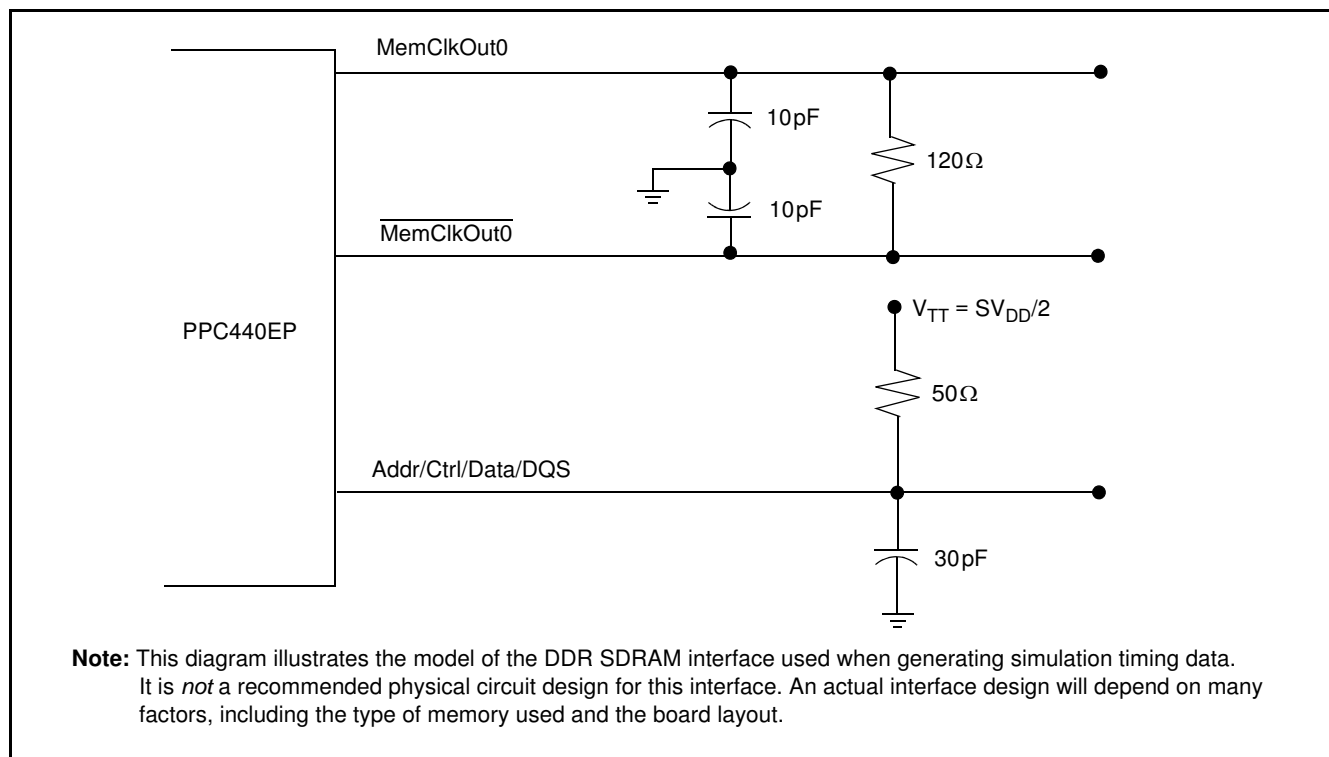 MemClkOut0
10pF
120Ω
10pF
MemClkOut0
V_TT = SV_DD/2
PPC440EP
50Ω
Addr/Ctrl/Data/DQS
30pF
Note: This diagram illustrates the model of the DDR SDRAM interface used when generating simulation timing data.
It is not a recommended physical circuit design for this interface. An actual interface design will depend on many
factors, including the type of memory used and the board layout.